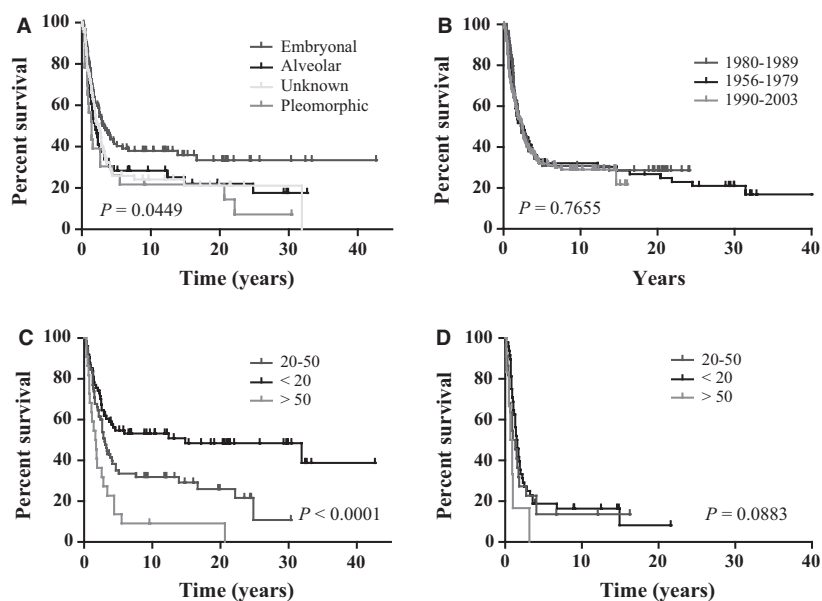 A
Percent survival
100
80
60
40
20
0
0 10 20 30 40
Time (years)
Embryonal
Alveolar
Unknown
Pleomorphic
P = 0.0449
B
Percent survival
100
80
60
40
20
0
0 10 20 30 40
Years
1980-1989
1956-1979
1990-2003
P = 0.7655
C
Percent survival
100
80
60
40
20
0
0 10 20 30 40
Time (years)
20-50
< 20
> 50
P < 0.0001
D
Percent survival
100
80
60
40
20
0
0 10 20 30 40
Time (years)
20-50
< 20
> 50
P = 0.0883